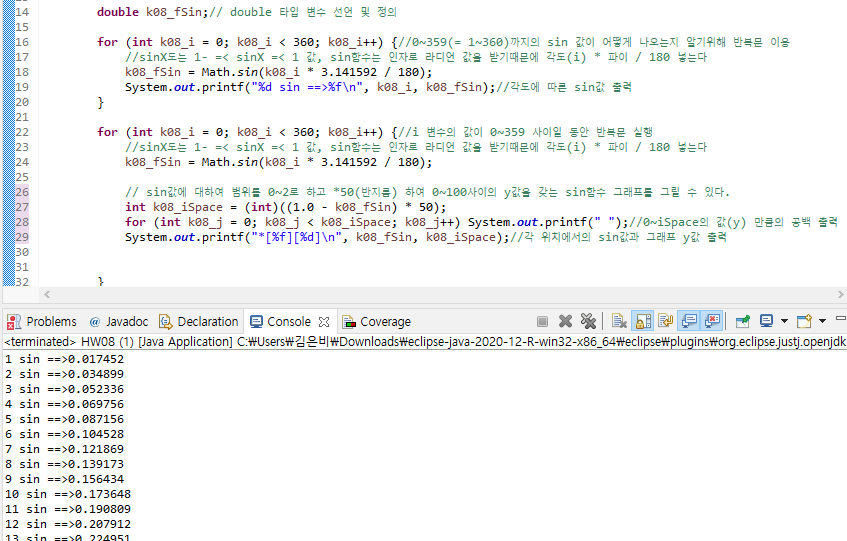 14 double k08_fSin;// double 타입 변수 선언 및 정의
15
16 for (int k08_i = 0; k08_i < 360; k08_i++) {//0~359(= 1~360)까지의 sin 값이 어떻게 나오는지 알기위해 반복문 이용
17 //sinX도는 1- =< sinX =< 1 값, sin함수는 인자로 라디언 값을 받기때문에 각도(i) * 파이 / 180 넣는다
18 k08_fSin = Math.sin(k08_i * 3.141592 / 180);
19 System.out.printf("%d sin ==>%f\n", k08_i, k08_fSin);//각도에 따른 sin값 출력
20 }
21
22 for (int k08_i = 0; k08_i < 360; k08_i++) {//i 변수의 값이 0~359 사이일 동안 반복문 실행
23 //sinX도는 1- =< sinX =< 1 값, sin함수는 인자로 라디언 값을 받기때문에 각도(i) * 파이 / 180 넣는다
24 k08_fSin = Math.sin(k08_i * 3.141592 / 180);
25
26 // sin값에 대하여 범위를 0~2로 하고 *50(반지름) 하여 0~100사이의 y값을 갖는 sin함수 그래프를 그릴 수 있다.
27 int k08_iSpace = (int)((1.0 - k08_fSin) * 50);
28 for (int k08_j = 0; k08_j < k08_iSpace; k08_j++) System.out.printf(" ");//0~iSpace의 값(y) 만큼의 공백 출력
29 System.out.printf("*[%f][%d]\n", k08_fSin, k08_iSpace);//각 위치에서의 sin값과 그래프 y값 출력
30
31
32 }
Problems @ Javadoc Declaration Console Coverage
<terminated> HW08 (1) [Java Application] C:₩Users₩김은비₩Downloads₩eclipse-java-2020-12-R-win32-x86_64₩eclipse₩plugins₩org.eclipse.justj.openjdk
1 sin ==>0.017452
2 sin ==>0.034899
3 sin ==>0.052336
4 sin ==>0.069756
5 sin ==>0.087156
6 sin ==>0.104528
7 sin ==>0.121869
8 sin ==>0.139173
9 sin ==>0.156434
10 sin ==>0.173648
11 sin ==>0.190809
12 sin ==>0.207912
13 sin ==>0.224951